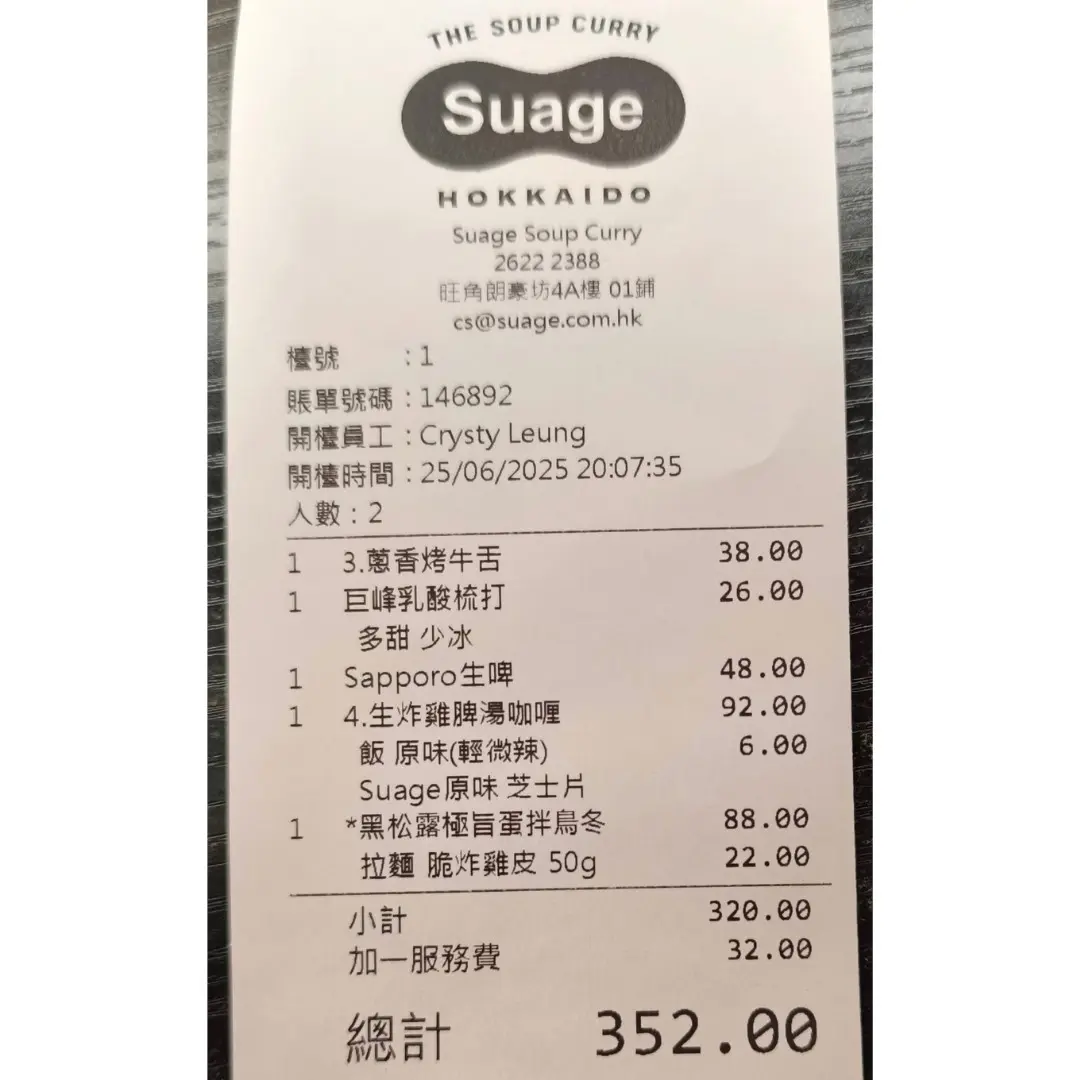 THE SOUP CURRY
Suage
HOKKAIDO
Suage Soup Curry
2622 2388
旺角朗豪坊4A樓 01鋪
cs@suage.com.hk
檯號 : 1
賬單號碼 : 146892
開檯員工 : Crysty Leung
開檯時間 : 25/06/2025 20:07:35
人數 : 2
1 3.蔥香烤牛舌 38.00
1 巨峰乳酸梳打 26.00
多甜 少冰
1 Sapporo生啤 48.00
1 4.生炸雞脾湯咖喱 92.00
飯 原味(輕微辣) 6.00
Suage原味 芝士片
1 *黑松露極旨蛋拌烏冬 88.00
拉麵 脆炸雞皮 50g 22.00
小計 320.00
加一服務費 32.00
總計 352.00